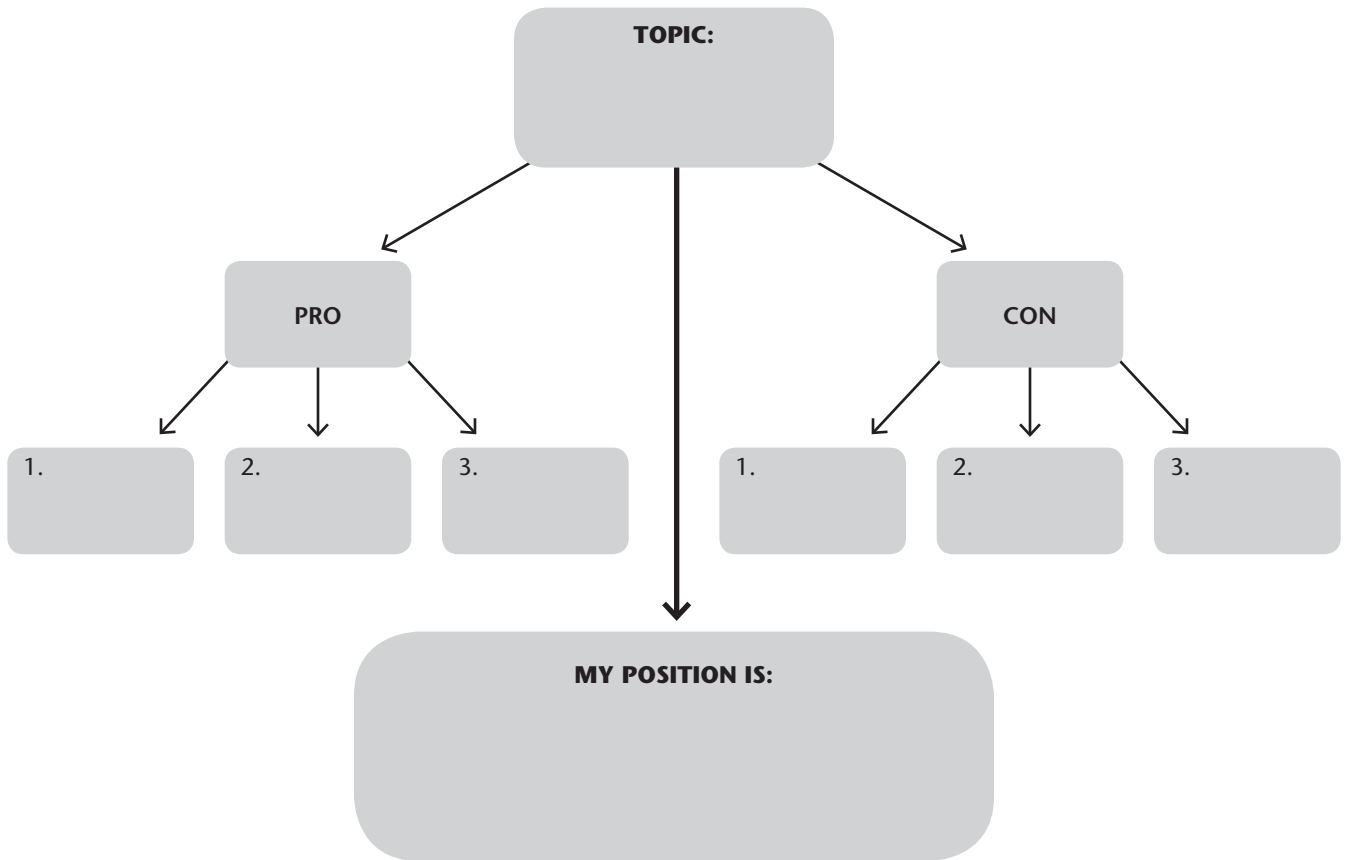 TOPIC:
PRO
CON
1.
2.
3.
1.
2.
3.
MY POSITION IS: